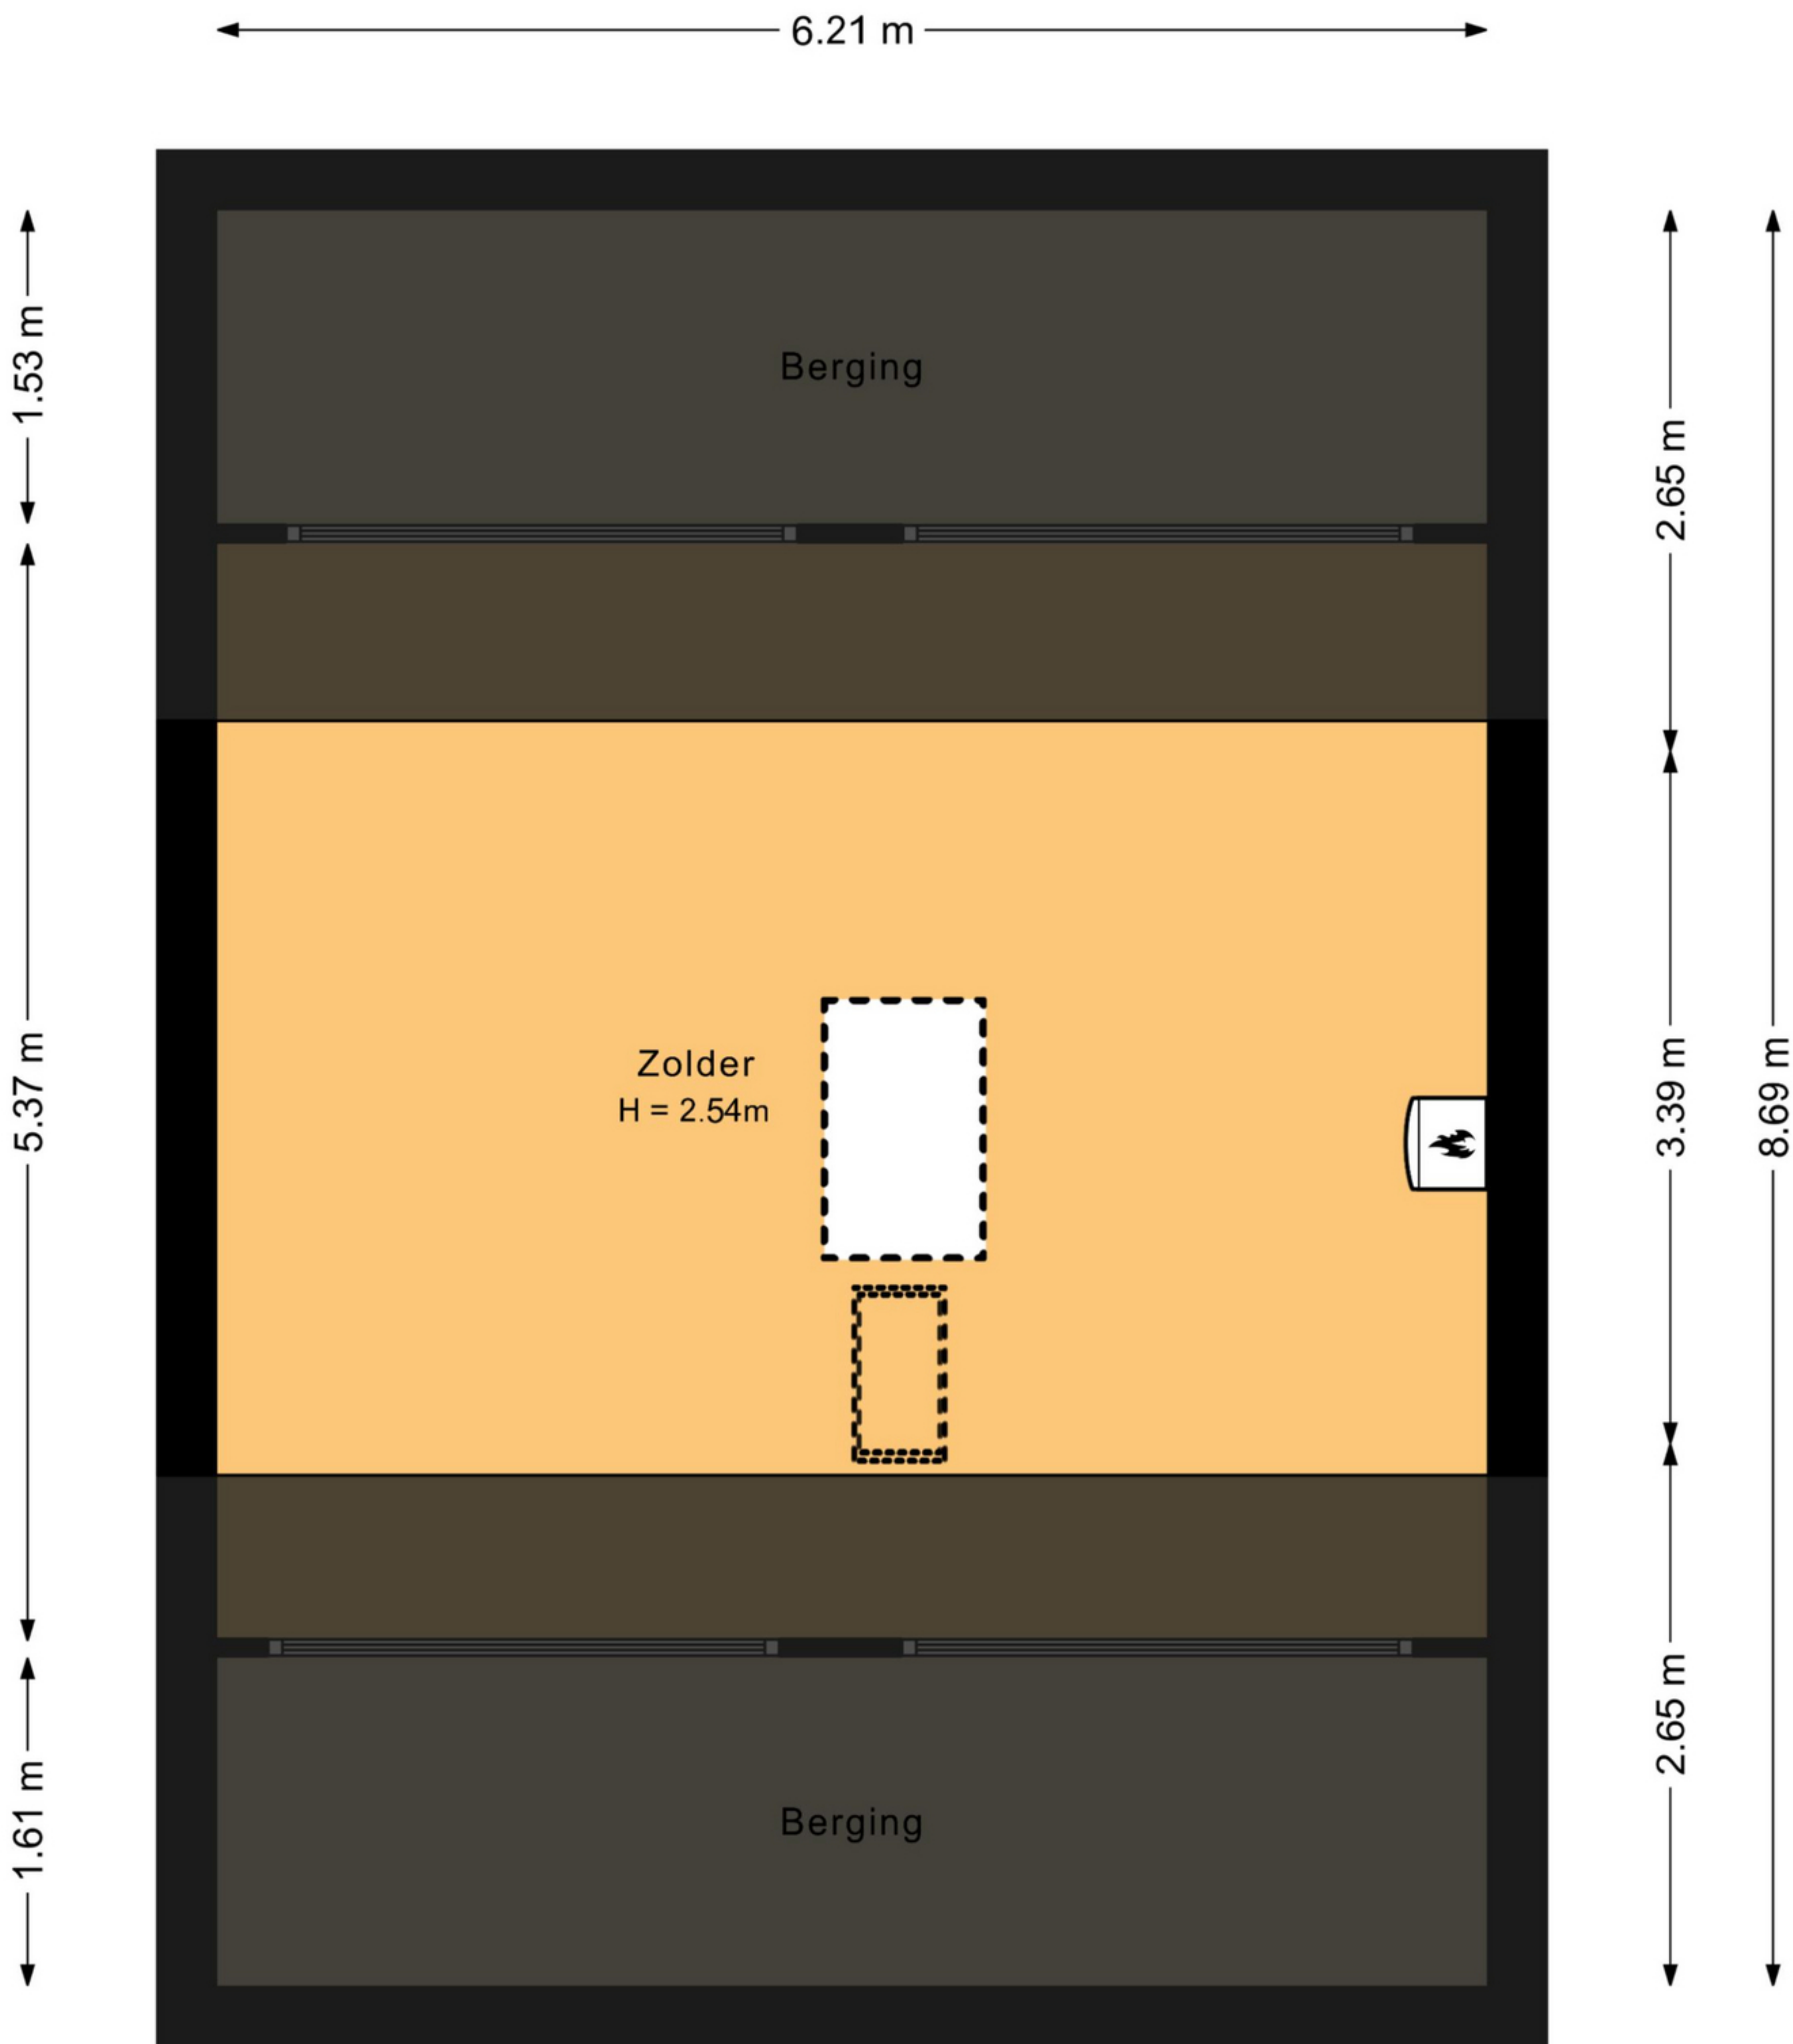 6.21 m
1.53 m
Berging
2.65 m
5.37 m
Zolder
H = 2.54m
3.39 m
8.69 m
1.61 m
Berging
2.65 m